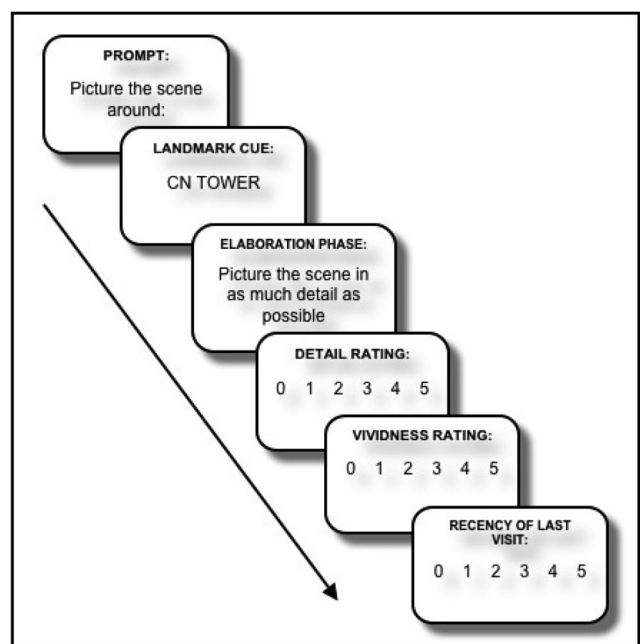 PROMPT:
Picture the scene
around:
LANDMARK CUE:
CN TOWER
ELABORATION PHASE:
Picture the scene in
as much detail as
possible
DETAIL RATING:
0 1 2 3 4 5
VIVIDNESS RATING:
0 1 2 3 4 5
RECENCY OF LAST
VISIT:
0 1 2 3 4 5